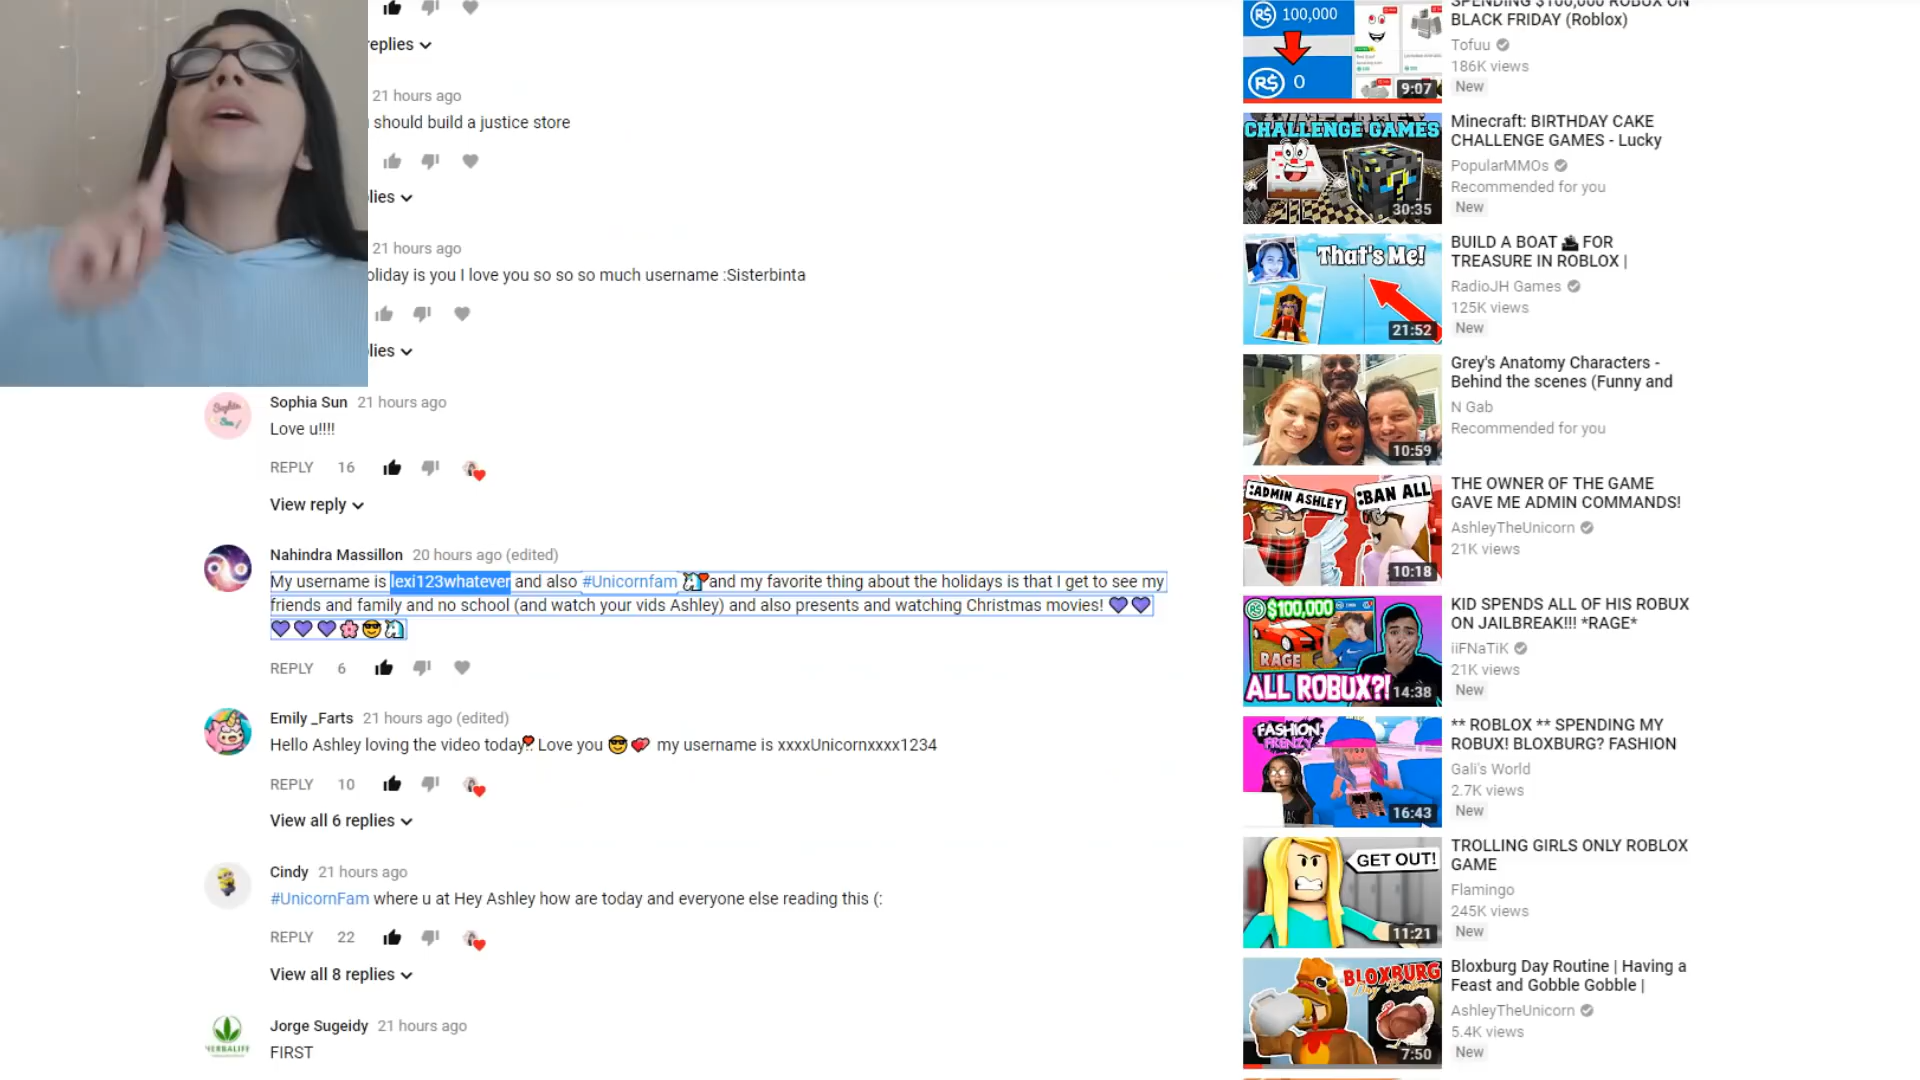 replies
21 hours ago
should build a justice store
lies
21 hours ago
oliday is you I love you so so so much username :Sisterbinta
lies
Sophia Sun 21 hours ago
Love u!!!!
REPLY 16
View reply
Nahindra Massillon 20 hours ago (edited)
My username is lexi123whatever and also #Unicornfam 🦄❤and my favorite thing about the holidays is that I get to see my
friends and family and no school (and watch your vids Ashley) and also presents and watching Christmas movies! 💜💜
💜💜💜🌸😎🦄
REPLY 6
Emily _Farts 21 hours ago (edited)
Hello Ashley loving the video today!! Love you 😎💕 my username is xxxxUnicornxxxx1234
REPLY 10
View all 6 replies
Cindy 21 hours ago
#UnicornFam where u at Hey Ashley how are today and everyone else reading this (:
REPLY 22
View all 8 replies
Jorge Sugeidy 21 hours ago
FIRST
HERBALIFE
R$ 100,000
R$ 0
9:07
SPENDING $100,000 ROBUX ON
BLACK FRIDAY (Roblox)
Tofuu
186K views
New
CHALLENGE GAMES
30:35
Minecraft: BIRTHDAY CAKE
CHALLENGE GAMES - Lucky
PopularMMOs
Recommended for you
New
That's Me!
21:52
BUILD A BOAT 🚢 FOR
TREASURE IN ROBLOX |
RadioJH Games
125K views
New
10:59
Grey's Anatomy Characters -
Behind the scenes (Funny and
N Gab
Recommended for you
:ADMIN ASHLEY
:BAN ALL
10:18
THE OWNER OF THE GAME
GAVE ME ADMIN COMMANDS!
AshleyTheUnicorn
21K views
$100,000
RAGE
ALL ROBUX?!
14:38
KID SPENDS ALL OF HIS ROBUX
ON JAILBREAK!!! *RAGE*
iiFNaTiK
21K views
New
FASHION
FRENZY
16:43
** ROBLOX ** SPENDING MY
ROBUX! BLOXBURG? FASHION
Gali's World
2.7K views
New
GET OUT!
11:21
TROLLING GIRLS ONLY ROBLOX
GAME
Flamingo
245K views
New
BLOXBURG
Day Routine
7:50
Bloxburg Day Routine | Having a
Feast and Gobble Gobble |
AshleyTheUnicorn
5.4K views
New